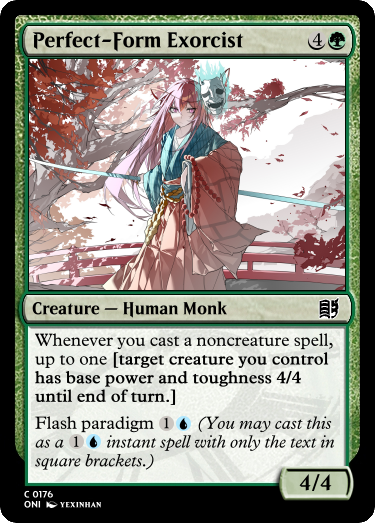 Perfect-Form Exorcist 4
Creature — Human Monk
Whenever you cast a noncreature spell,
up to one [target creature you control
has base power and toughness 4/4
until end of turn.]
Flash paradigm 1 (You may cast this
as a 1 instant spell with only the text in
square brackets.)
4/4
C 0176
ONI YEXINHAN